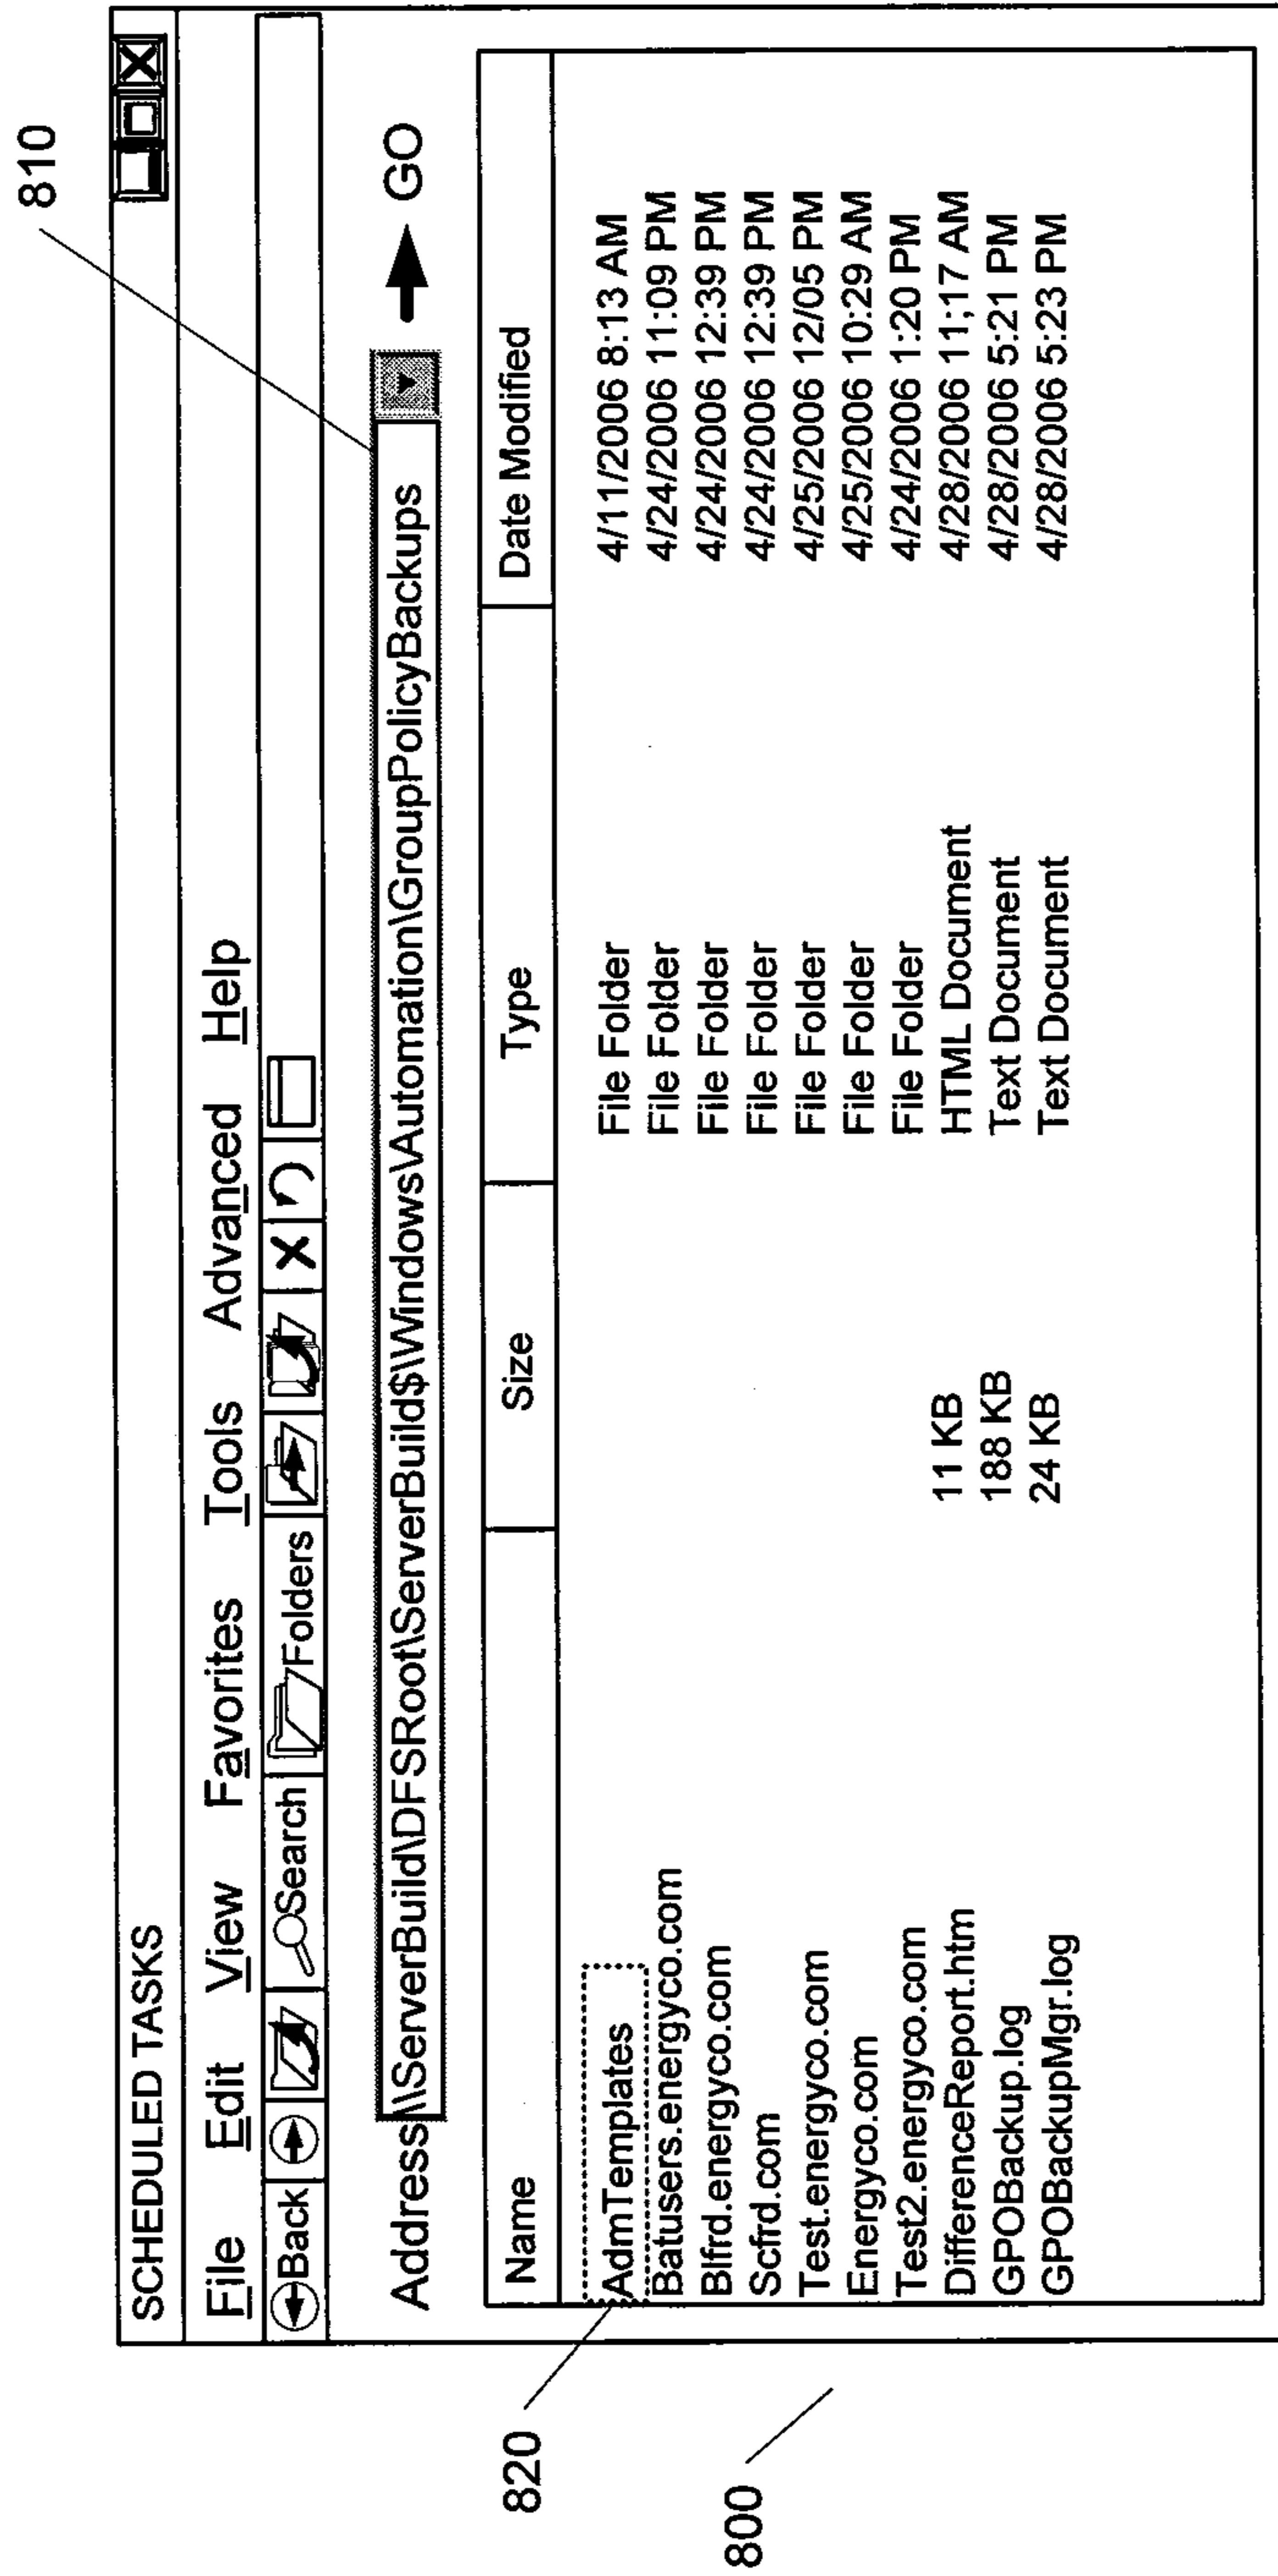 810
SCHEDULED TASKS
File Edit View Favorites Tools Advanced Help
Back Search Folders
Address \\ServerBuild\DFSRoot\ServerBuild$\Windows\Automation\GroupPolicyBackups GO
Name Size Type Date Modified
820
AdmTemplates File Folder 4/11/2006 8:13 AM
Batusers.energyco.com File Folder 4/24/2006 11:09 PM
Blfrd.energyco.com File Folder 4/24/2006 12:39 PM
Scfrd.com File Folder 4/24/2006 12:39 PM
Test.energyco.com File Folder 4/25/2006 12/05 PM
Energyco.com File Folder 4/25/2006 10:29 AM
Test2.energyco.com File Folder 4/24/2006 1:20 PM
DifferenceReport.htm 11 KB HTML Document 4/28/2006 11;17 AM
GPOBackup.log 188 KB Text Document 4/28/2006 5:21 PM
GPOBackupMgr.log 24 KB Text Document 4/28/2006 5:23 PM
800